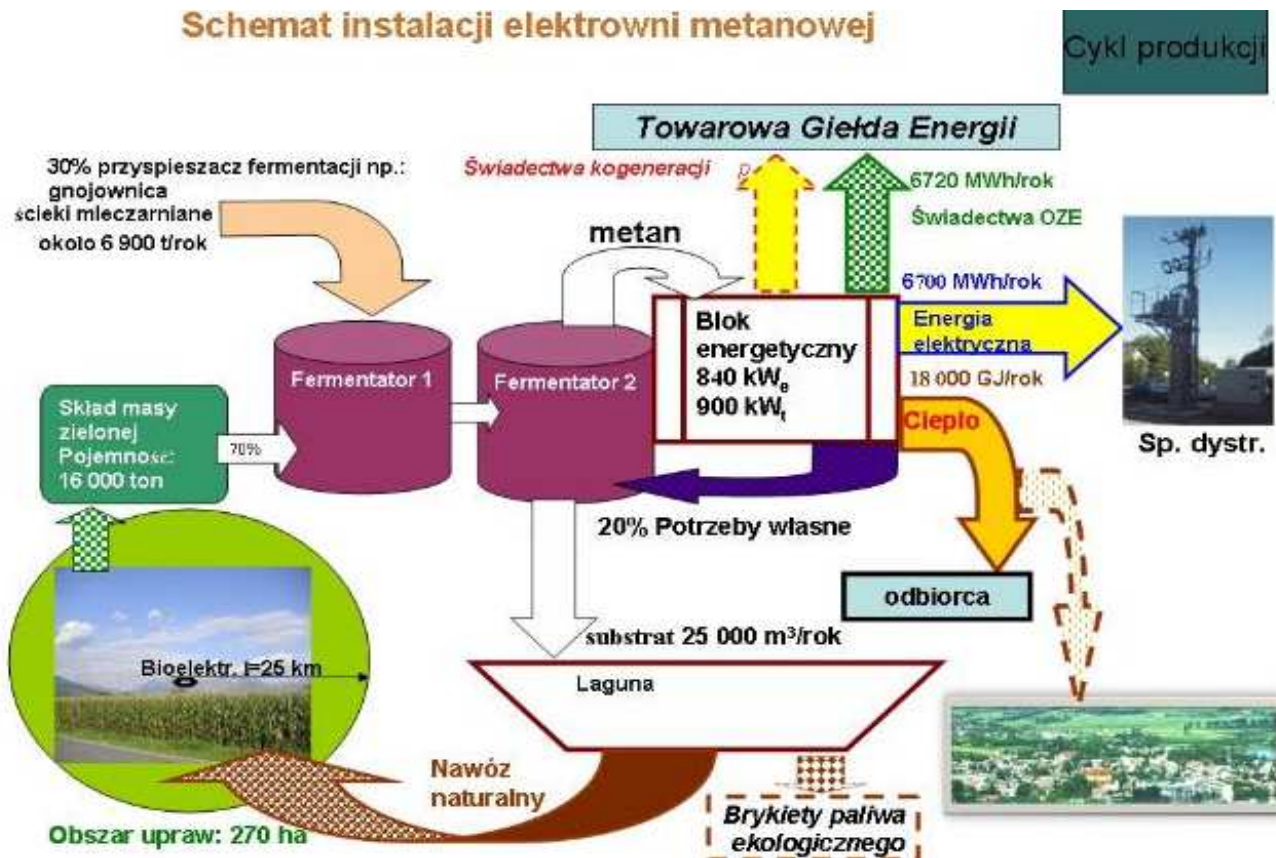 Schemat instalacji elektrowni metanowej
Cykl produkcji
Towarowa Giełda Energii
30% przyspieszacz fermentacji np.:
gnojownica
ścieki mleczarniane
około 6 900 t/rok
Świadectwa kogeneracji p
6720 MWh/rok
Świadectwa OZE
metan
6700 MWh/rok
Energia
elektryczna
18 000 GJ/rok
Ciepło
Sp. dystr.
Blok
energetyczny
840 kWe
900 kWt
Fermentator 1
Fermentator 2
Skład masy
zielonej
Pojemność:
16 000 ton
70%
20% Potrzeby własne
odbiorca
substrat 25 000 m³/rok
Laguna
Bioelektr. r=25 km
Nawóz
naturalny
Obszar upraw: 270 ha
Brykiety paliwa
ekologicznego